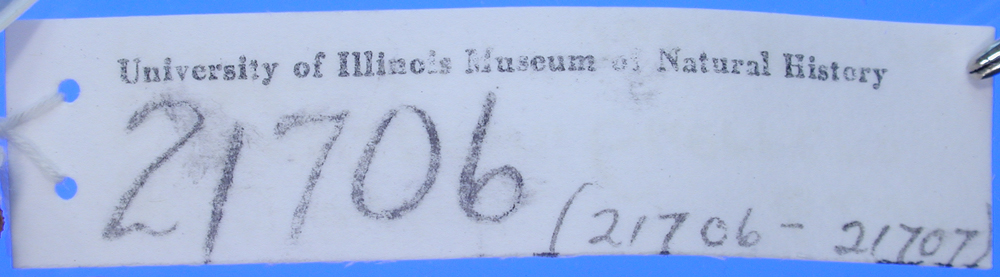 University of Illinois Museum of Natural History
21706
(21706 - 21707)